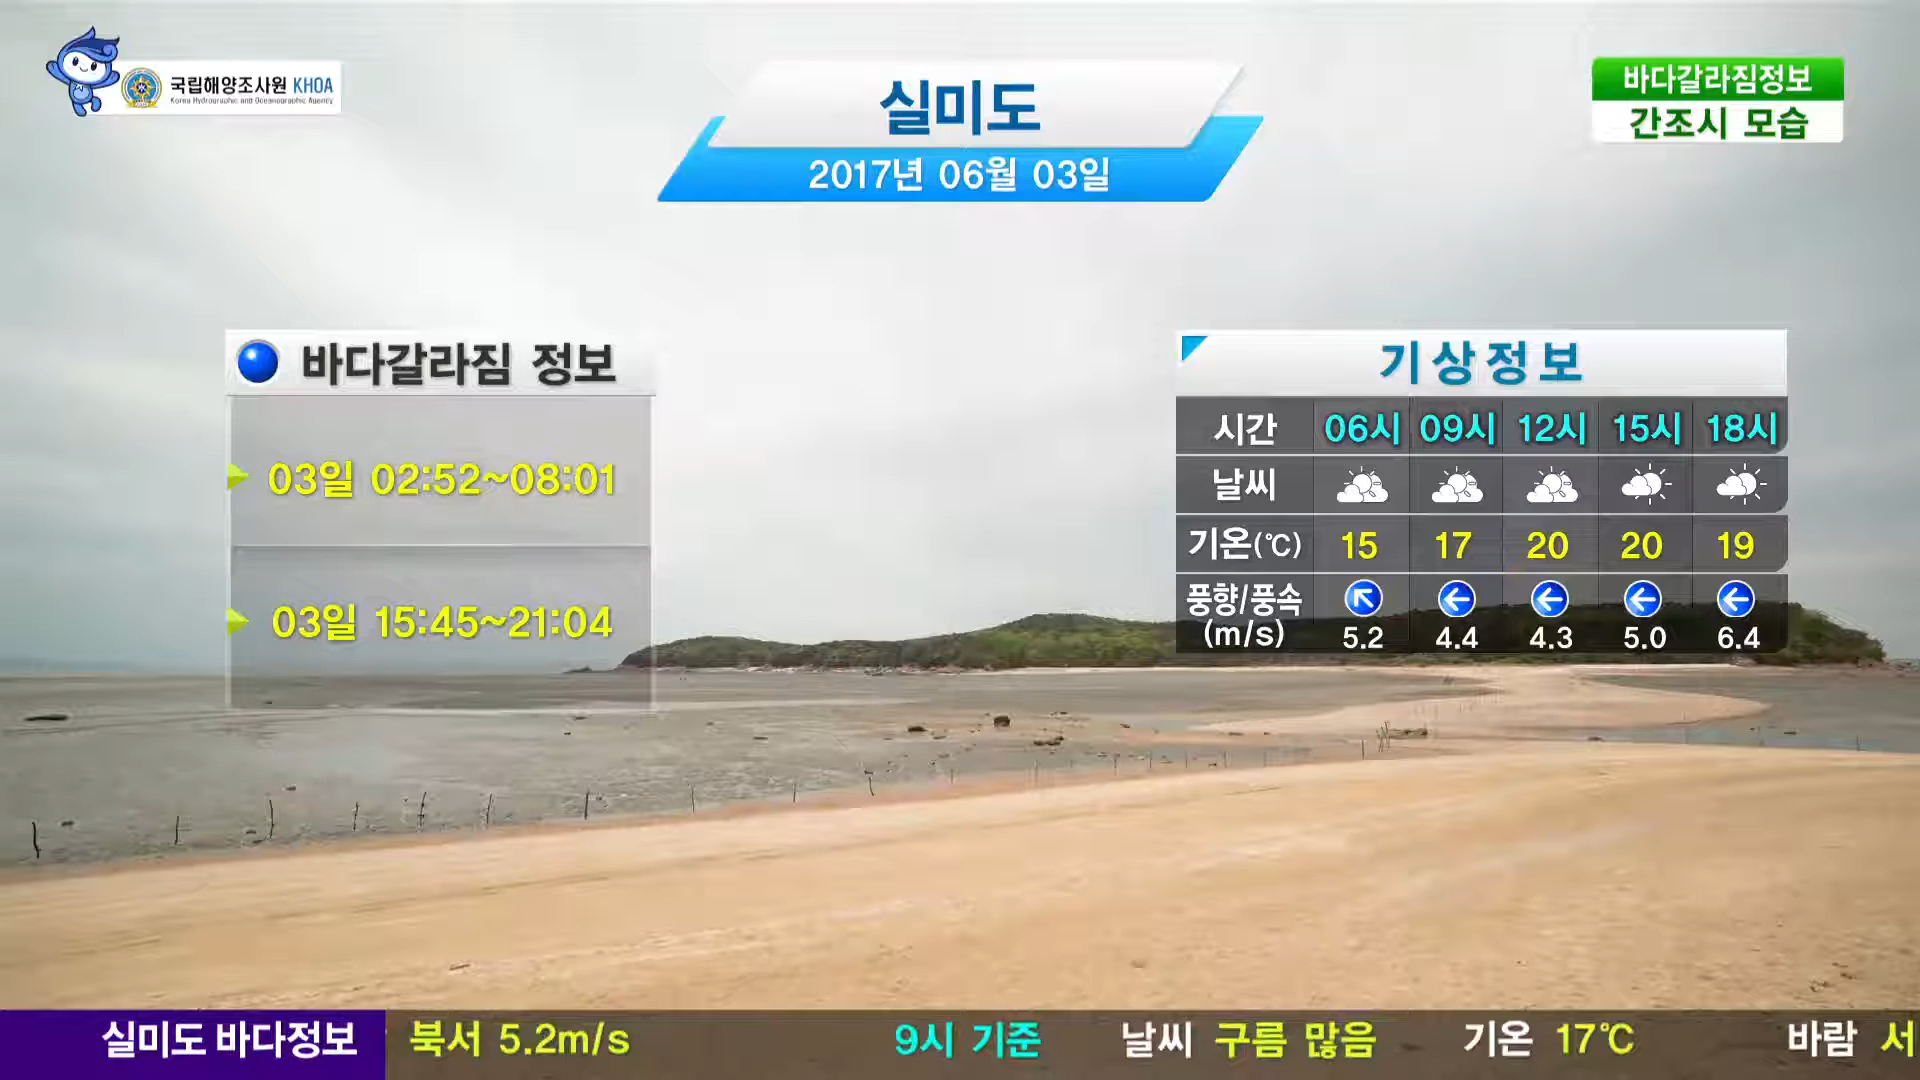 국립해양조사원 KHOA
Korea Hydrographic and Oceanographic Agency
실미도
2017년 06월 03일
바다갈라짐정보
간조시 모습
바다갈라짐 정보
03일 02:52~08:01
03일 15:45~21:04
기상정보
시간 06시 09시 12시 15시 18시
날씨
기온(℃) 15 17 20 20 19
풍향/풍속
(m/s) 5.2 4.4 4.3 5.0 6.4
실미도 바다정보 북서 5.2m/s 9시 기준 날씨 구름 많음 기온 17℃ 바람 서